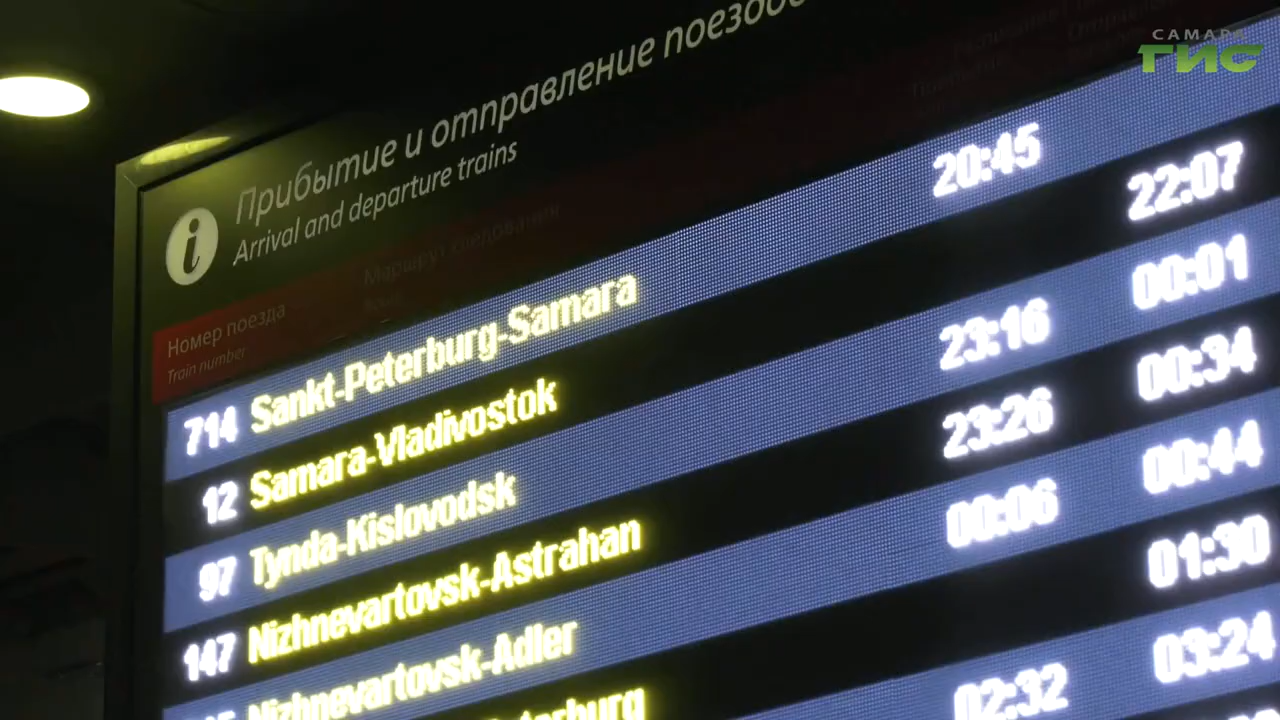 САМАРА
ГИС
Прибытие и отправление поездов
Arrival and departure trains
Номер поезда
Маршрут следования
Train number
714 Sankt-Peterburg-Samara 20:45
12 Samara-Vladivostok 22:07
97 Tynda-Kislovodsk 23:16 00:01
147 Nizhnevartovsk-Astrahan 23:26 00:34
Nizhnevartovsk-Adler 00:06 00:44
01:30
02:32 03:24